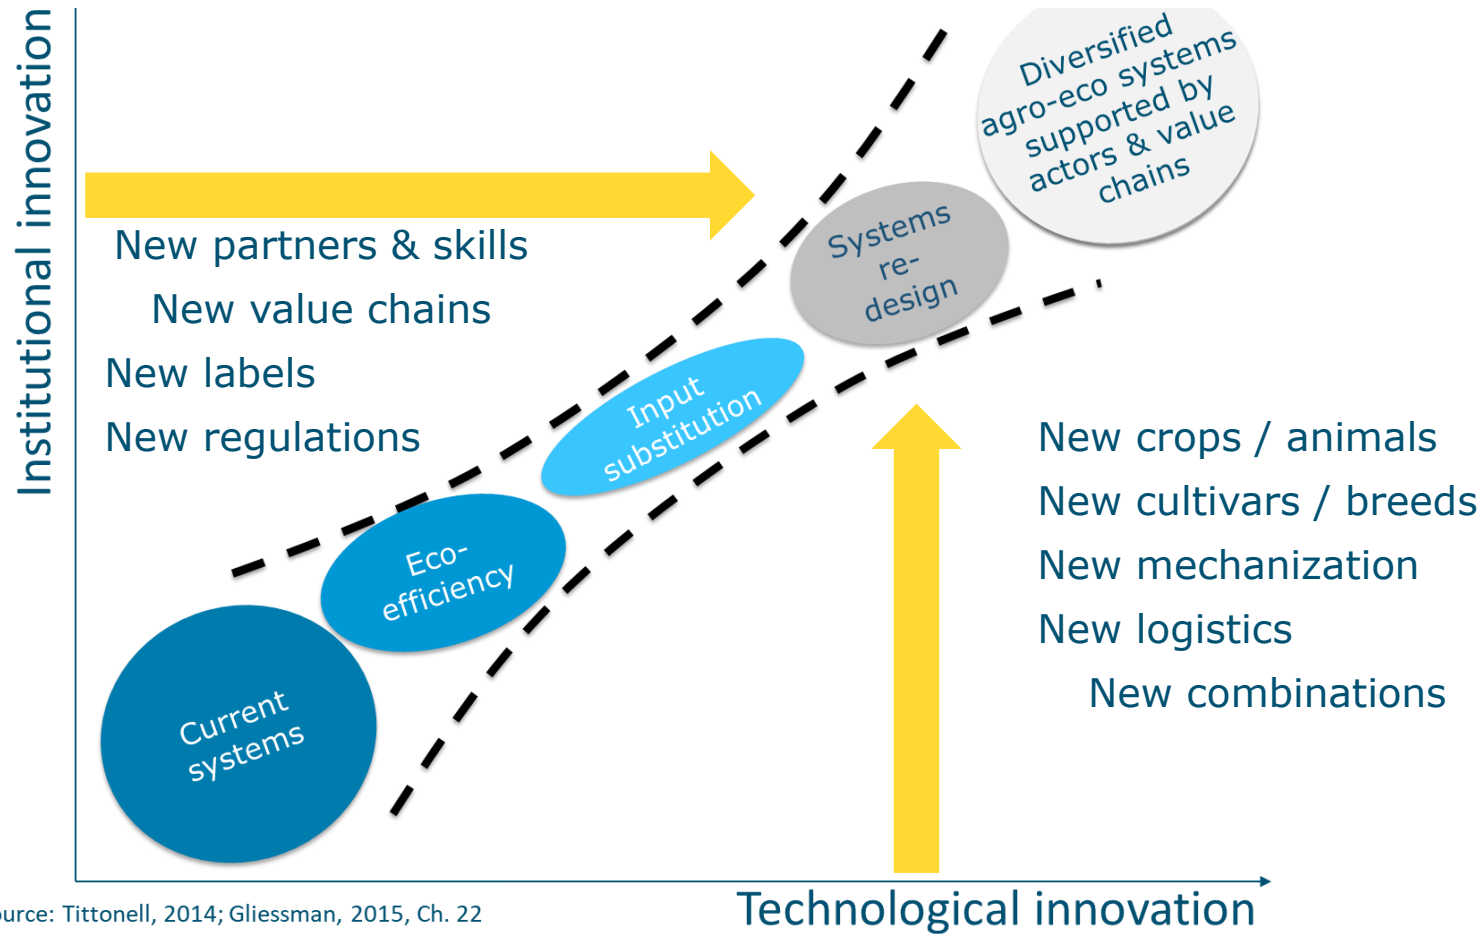 Institutional innovation
Diversified
agro-eco systems
supported by
actors & value
chains
Systems
re-
design
New partners & skills
New value chains
New labels
New regulations
Input
substitution
New crops / animals
New cultivars / breeds
New mechanization
New logistics
New combinations
Eco-
efficiency
Current
systems
ource: Tittonell, 2014; Gliessman, 2015, Ch. 22
Technological innovation